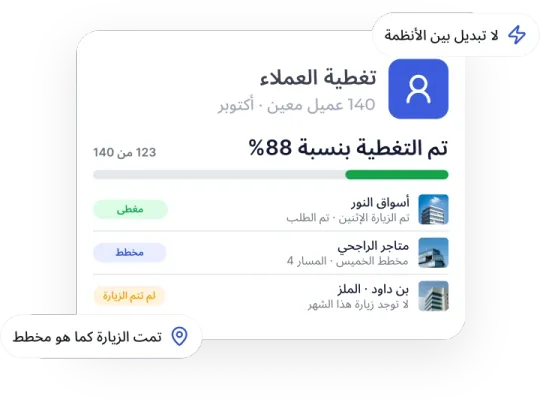 لا تبديل بين الأنظمة
تغطية العملاء
140 عميل معين · أكتوبر
تم التغطية بنسبة 88%
123 من 140
أسواق النور
تم الزيارة الإثنين · تم الطلب
مغطى
متاجر الراجحي
مخطط الخميس · المسار 4
مخطط
بن داود · الملز
لا توجد زيارة هذا الشهر
لم تتم الزيارة
تمت الزيارة كما هو مخطط